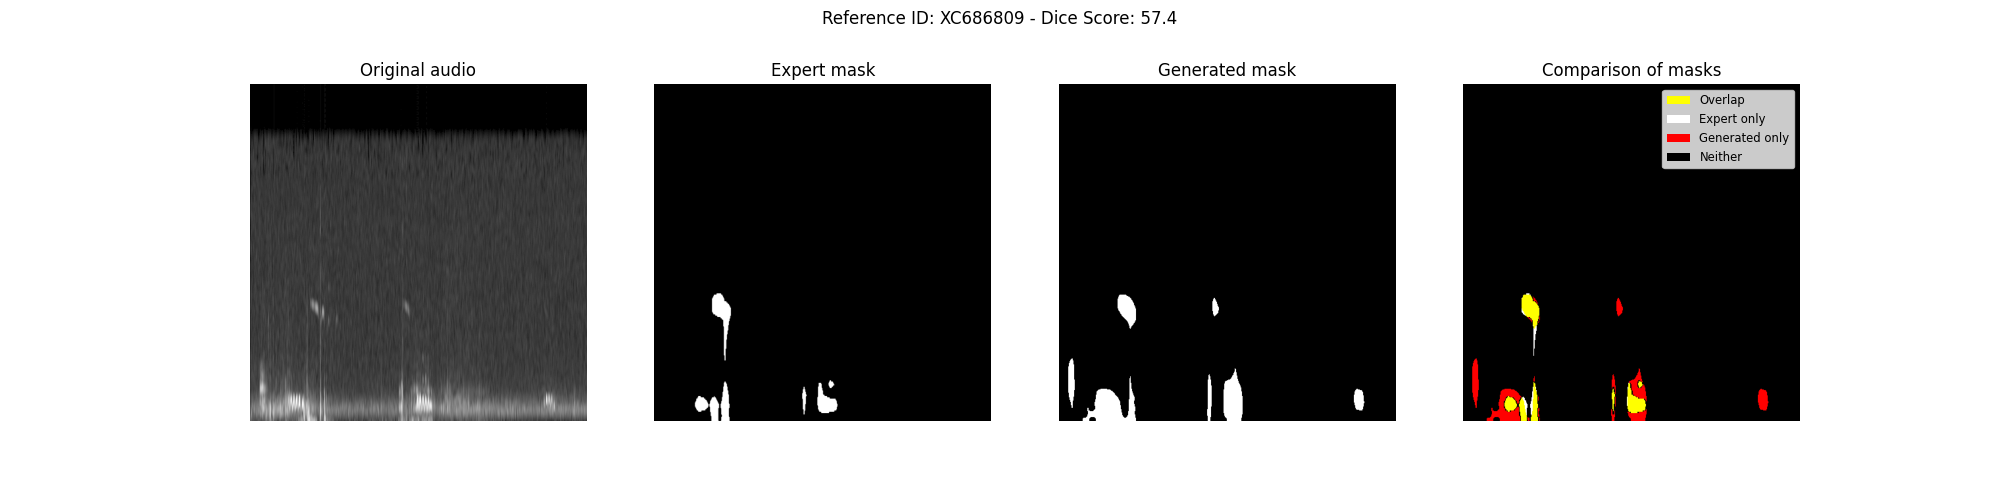 Reference ID: XC686809 - Dice Score: 57.4
Original audio
Expert mask
Generated mask
Comparison of masks
Overlap
Expert only
Generated only
Neither